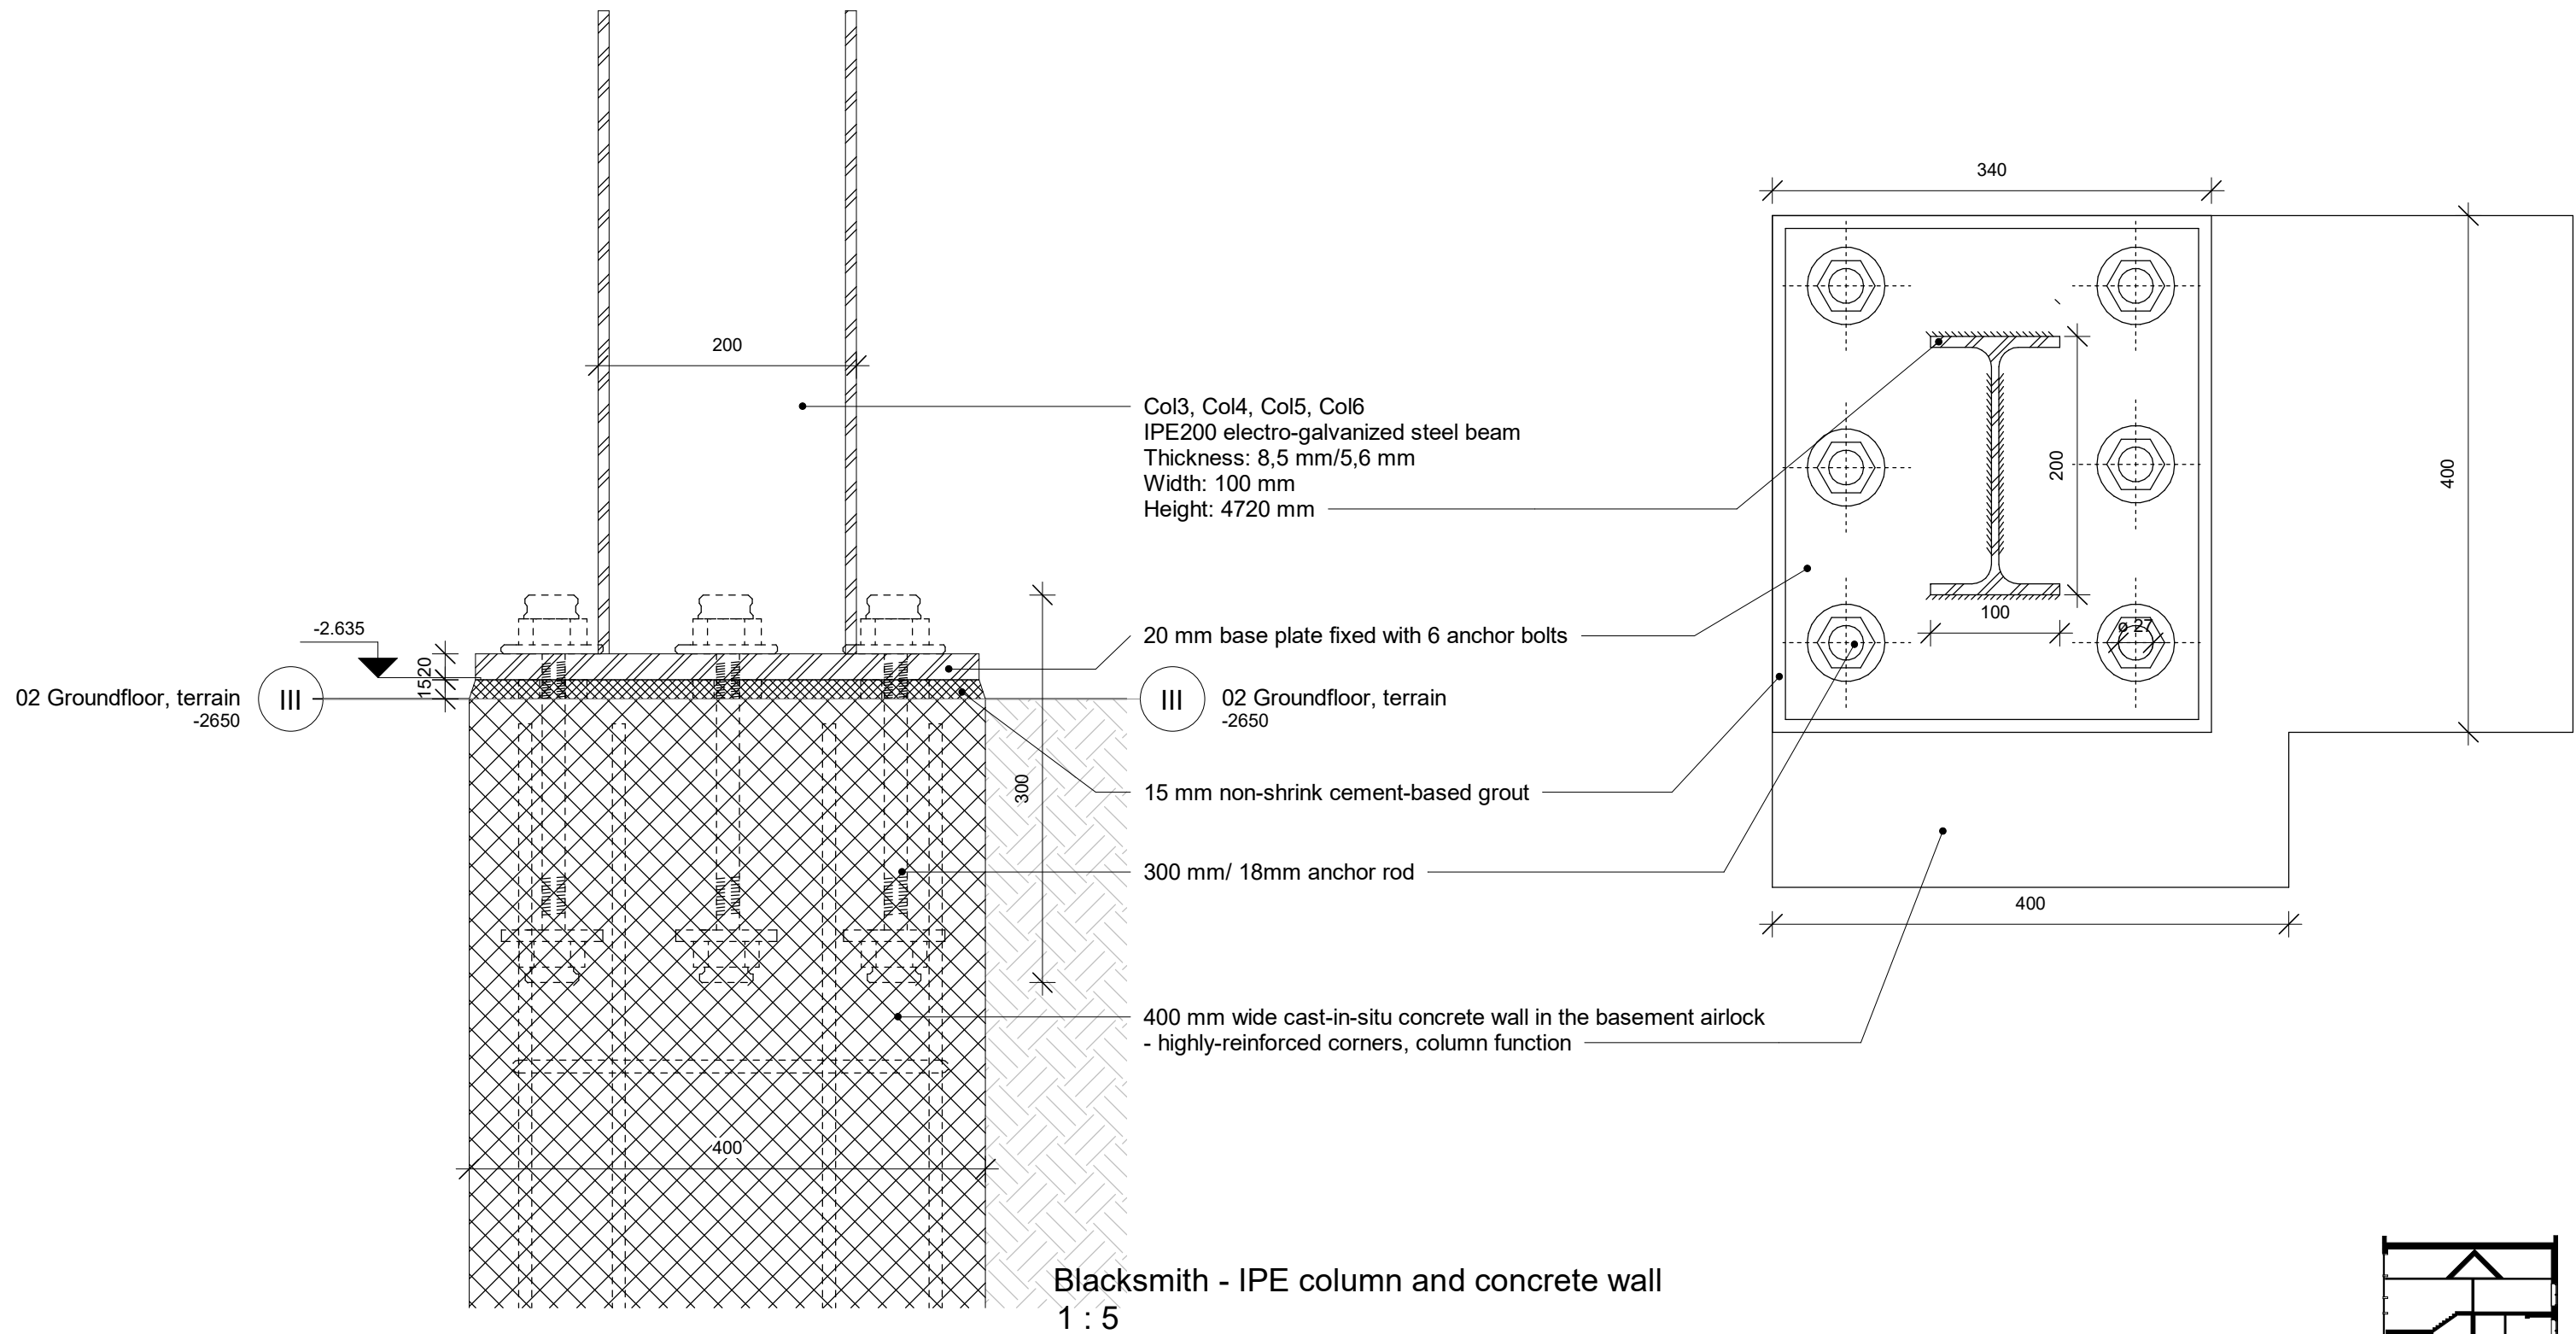 340
200
Col3, Col4, Col5, Col6
IPE200 electro-galvanized steel beam
Thickness: 8,5 mm/5,6 mm
Width: 100 mm
Height: 4720 mm
200
400
100
ø 27
-2.635
20
15
20 mm base plate fixed with 6 anchor bolts
02 Groundfloor, terrain
-2650
III
III
02 Groundfloor, terrain
-2650
300
15 mm non-shrink cement-based grout
300 mm/ 18mm anchor rod
400
400 mm wide cast-in-situ concrete wall in the basement airlock
- highly-reinforced corners, column function
400
Blacksmith - IPE column and concrete wall
1 : 5